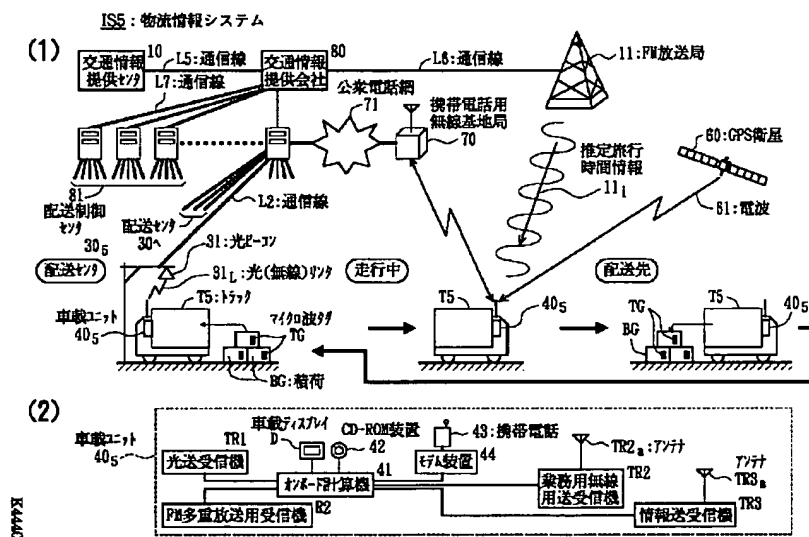 IS5：物流情報システム
(1)
交通情報
提供センタ
10
L5：通信線
交通情報
提供会社
80
L6：通信線
11：FM放送局
L7：通信線
公衆電話網
71
携帯電話用
無線基地局
70
推定旅行
時間情報
11i
60：GPS衛星
61：電波
81
配送制御
センタ
配送センタ
30へ
L2：通信線
305
31：光ビーコン
31L：光(無線)リンク
配送センタ
走行中
配送先
車載ユニット
405
T5：トラック
マイクロ波タグ
TG
BG：積荷
T5
405
T5
405
TG
BG
(2)
車載ユニット
405
TR1
光送受信機
車載ディスプレイ
D
CD-ROM装置
42
41
オンボード計算機
43：携帯電話
44
モデム装置
TR2a：アンテナ
TR2
業務用無線
用送受信機
アンテナ
TR3a
TR3
情報送受信機
FM多重放送用受信機
R2
K4440